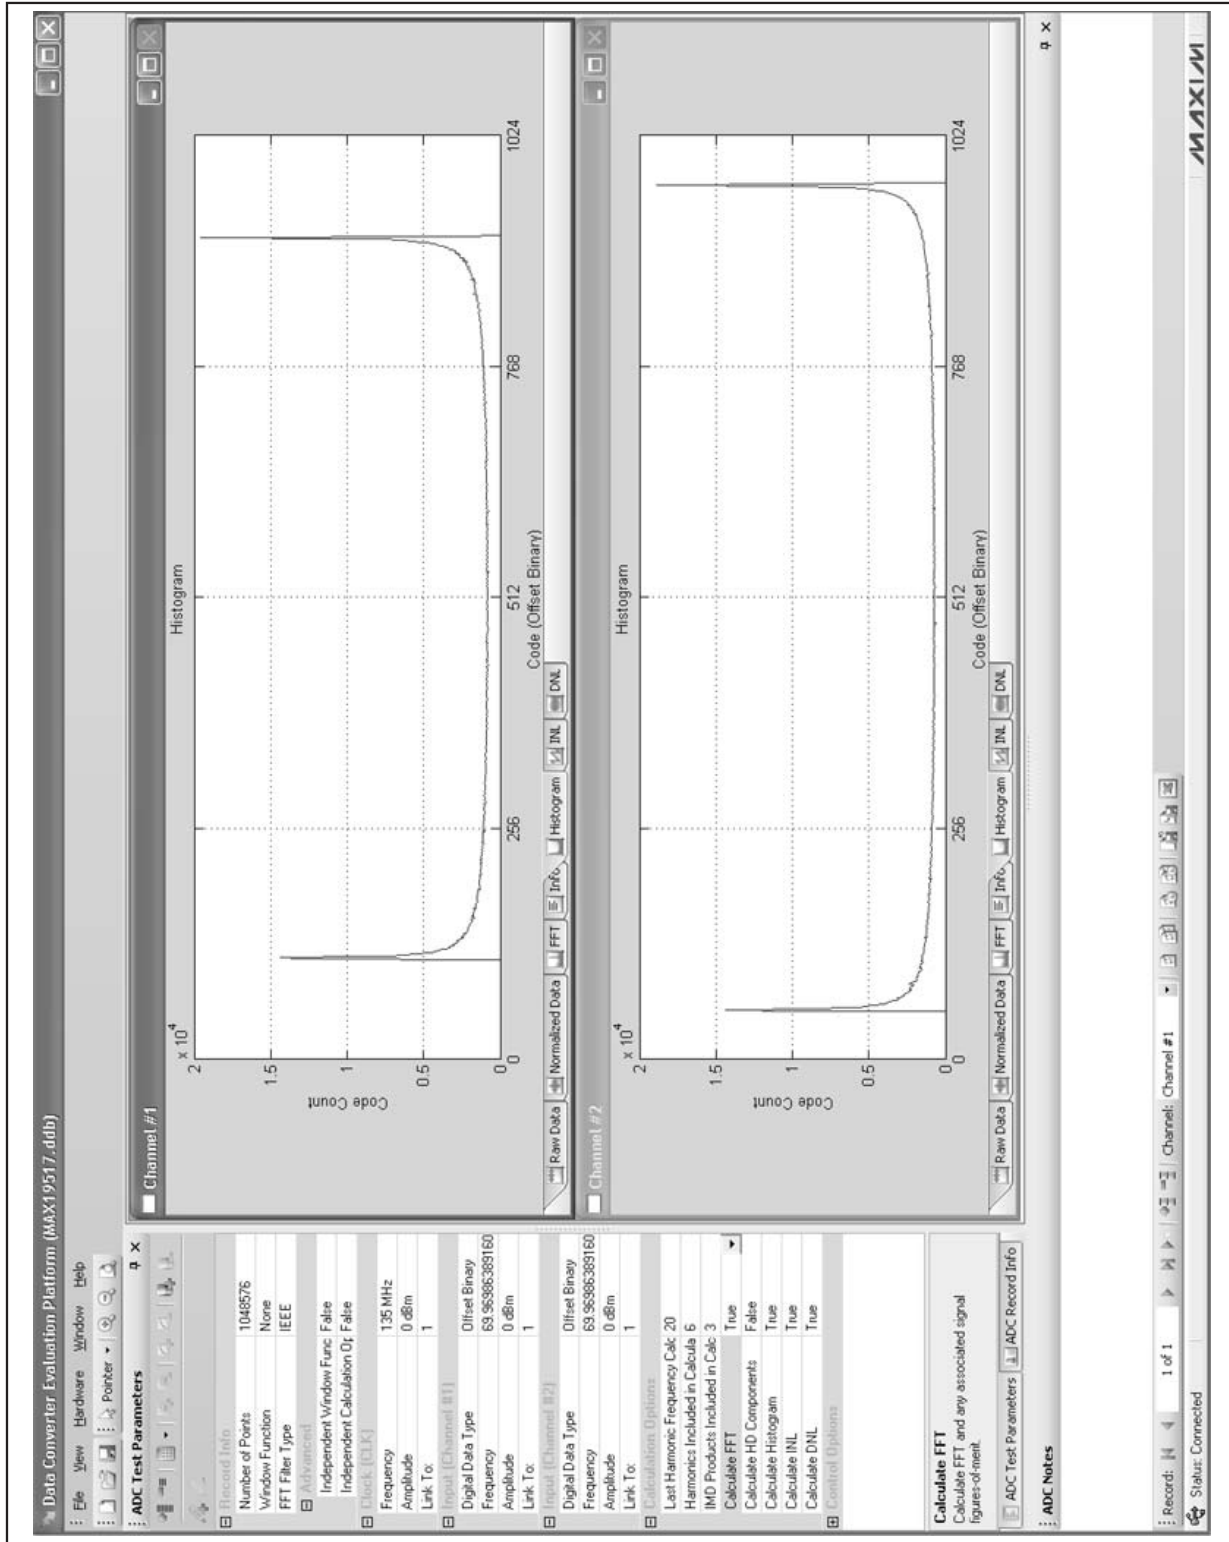 Data Converter Evaluation Platform (MAX19517.ddb)
File View Hardware Window Help
Pointer
ADC Test Parameters
Record Info
Number of Points 1048576
Window Function None
FFT Filter Type IEEE
Advanced
Independent Window Func False
Independent Calculation Op False
Clock (CLK)
Frequency 135 MHz
Amplitude 0 dBm
Link To: 1
Input (Channel #1)
Digital Data Type Offset Binary
Frequency 69.96986389160
Amplitude 0 dBm
Link To: 1
Input (Channel #2)
Digital Data Type Offset Binary
Frequency 69.96986389160
Amplitude 0 dBm
Link To: 1
Calculation Options
Last Harmonic Frequency Calc 20
Harmonics Included in Calcula 6
IMD Products Included in Calc 3
Calculate FFT True
Calculate HD Components False
Calculate Histogram True
Calculate INL True
Calculate DNL True
Control Options
Calculate FFT
Calculate FFT and any associated signal
figures-of-merit.
ADC Test Parameters ADC Record Info
Channel #1
Histogram
x 10^4
2
1.5
1
0.5
0
Code Count
0 256 512 768 1024
Code (Offset Binary)
Raw Data Normalized Data FFT Info Histogram INL DNL
Channel #2
Histogram
x 10^4
2
1.5
1
0.5
0
Code Count
0 256 512 768 1024
Code (Offset Binary)
Raw Data Normalized Data FFT Info Histogram INL DNL
ADC Notes
Record: 1 of 1 Channel: Channel #1
Status: Connected
MAXIM